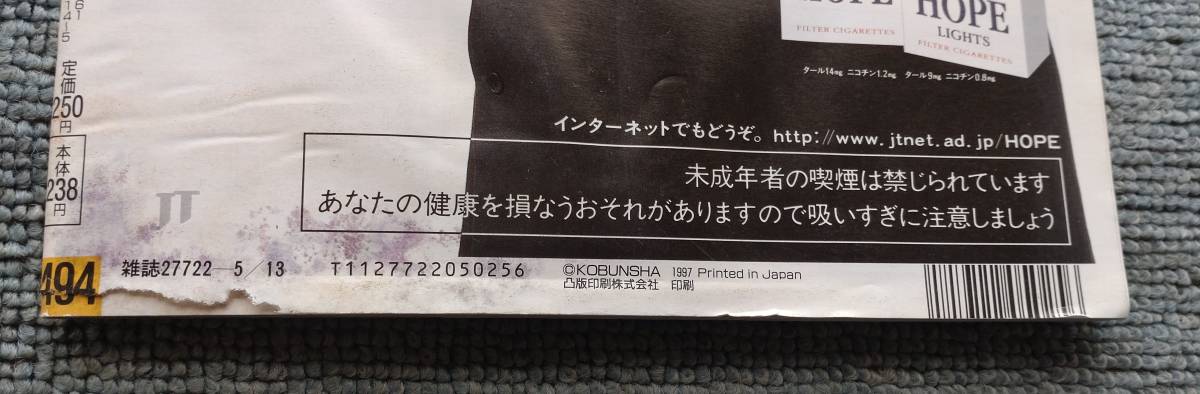 HOPE
FILTER CIGARETTES
HOPE
LIGHTS
FILTER CIGARETTES
タール14mg ニコチン1.2mg タール9mg ニコチン0.8mg
インターネットでもどうぞ。http://www.jtnet.ad.jp/HOPE
未成年者の喫煙は禁じられています
あなたの健康を損なうおそれがありますので吸いすぎに注意しましょう
定価
250
円
本体
238
円
JT
494
雑誌27722-5/13 T1127722050256
©KOBUNSHA 1997 Printed in Japan
凸版印刷株式会社 印刷